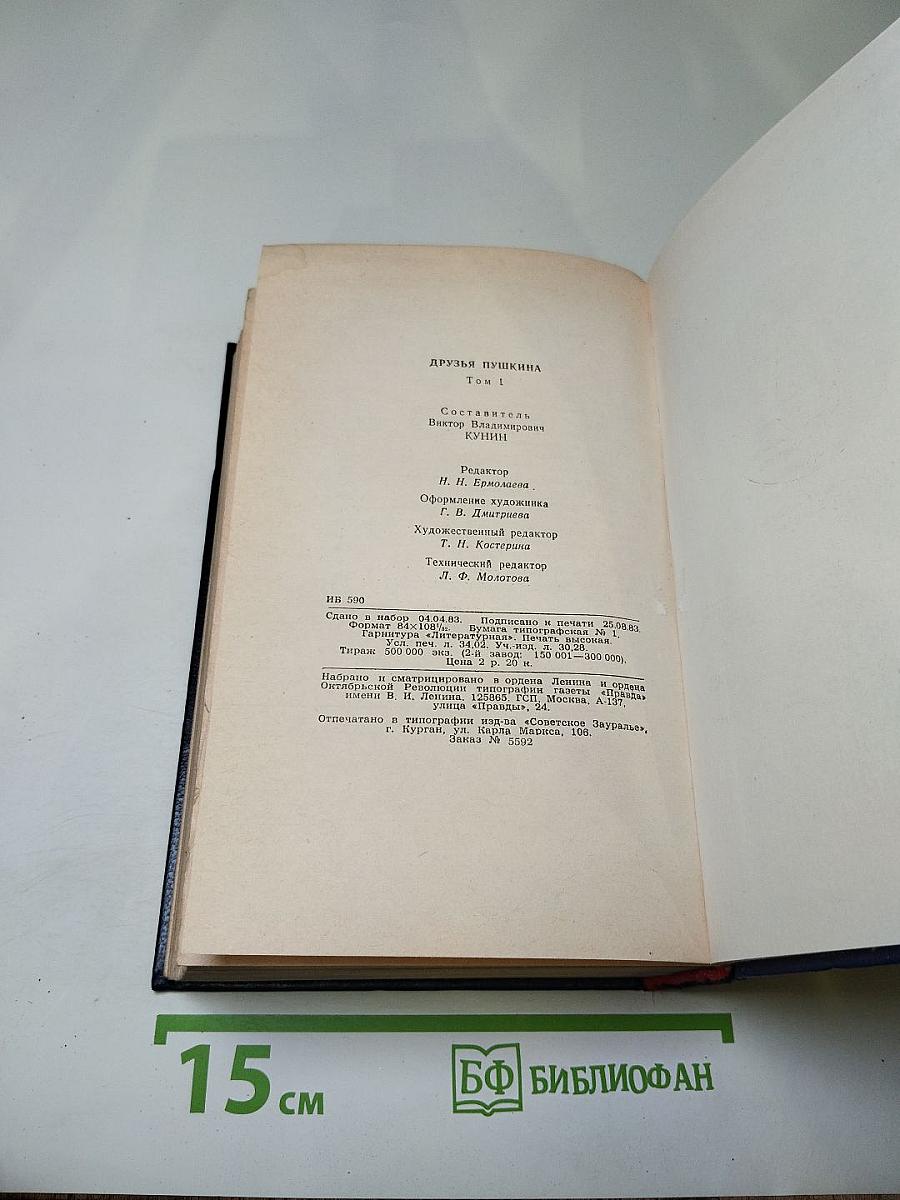 ДРУЗЬЯ ПУШКИНА
Том 1
Составитель
Виктор Владимирович
КУНИН
Редактор
Н. Н. Ермолаева
Оформление художника
Г. В. Дмитриева
Художественный редактор
Т. Н. Костерина
Технический редактор
Л. Ф. Молотова
ИБ 590
Сдано в набор 04.04.83. Подписано к печати 25.08.83.
Формат 84×108¹/₃₂. Бумага типографская № 1.
Гарнитура «Литературная». Печать высокая.
Усл. печ. л. 34,02. Уч.-изд. л. 30,28.
Тираж 500 000 экз. (2-й завод: 150 001—300 000).
Цена 2 р. 20 к.
Набрано и сматрицировано в ордена Ленина и ордена
Октябрьской Революции типографии газеты «Правда»
имени В. И. Ленина. 125865. ГСП, Москва, А-137,
улица «Правды», 24.
Отпечатано в типографии изд-ва «Советское Зауралье»,
г. Курган, ул. Карла Маркса, 106.
Заказ № 5592
15 см
БФ БИБЛИОФАН